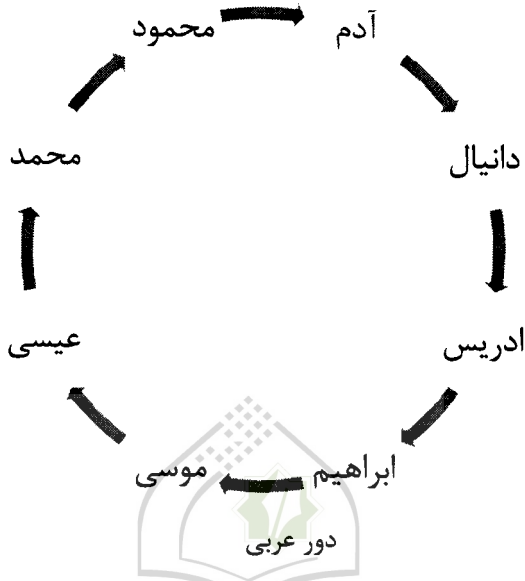 آدم
دانیال
ادریس
ابراهیم
موسی
عیسی
محمد
محمود
دور عربی